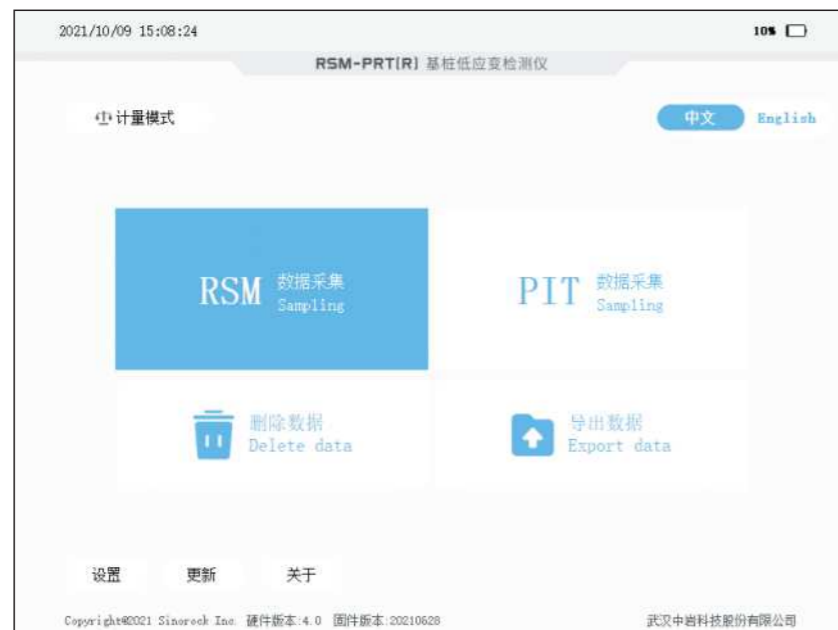 2021/10/09 15:08:24 10%
RSM-PRT(R) 基桩低应变检测仪
计量模式 中文 English
RSM 数据采集 Sampling
PIT 数据采集 Sampling
删除数据
Delete data
导出数据
Export data
设置 更新 关于
Copyright©2021 Sinorock Inc. 硬件版本:4.0 固件版本:20210628 武汉中岩科技股份有限公司